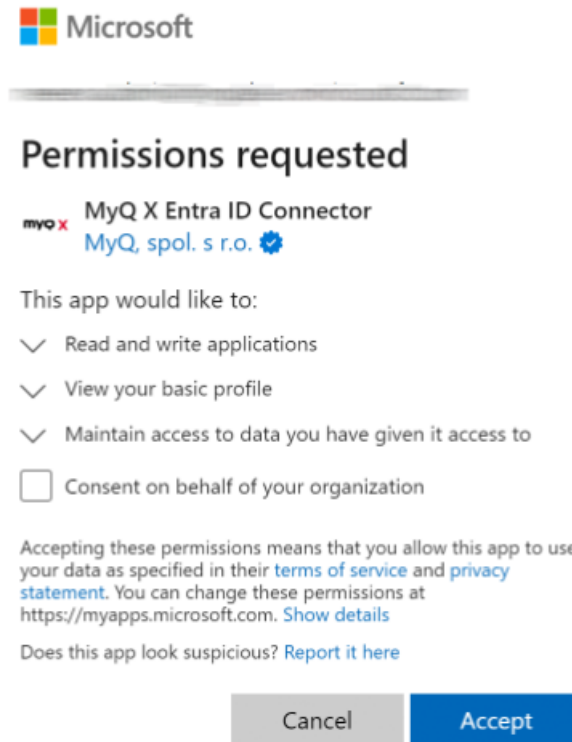 Microsoft
Permissions requested
myQ X
MyQ X Entra ID Connector
MyQ, spol. s r.o.
This app would like to:
Read and write applications
View your basic profile
Maintain access to data you have given it access to
Consent on behalf of your organization
Accepting these permissions means that you allow this app to use
your data as specified in their terms of service and privacy
statement. You can change these permissions at
https://myapps.microsoft.com. Show details
Does this app look suspicious? Report it here
Cancel
Accept